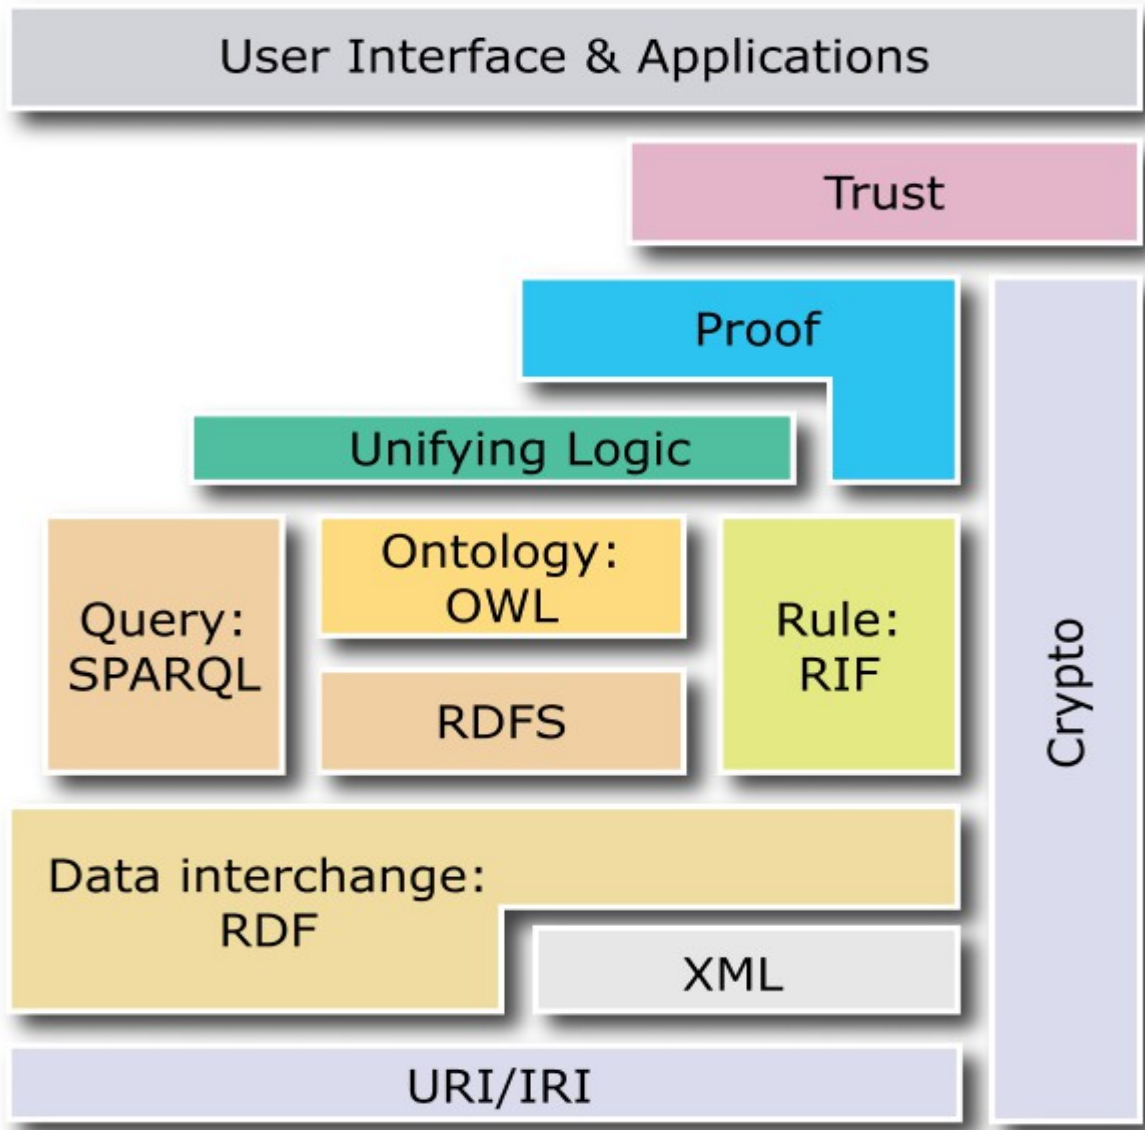 User Interface & Applications
Trust
Proof
Unifying Logic
Query:
SPARQL
Ontology:
OWL
RDFS
Rule:
RIF
Crypto
Data interchange:
RDF
XML
URI/IRI